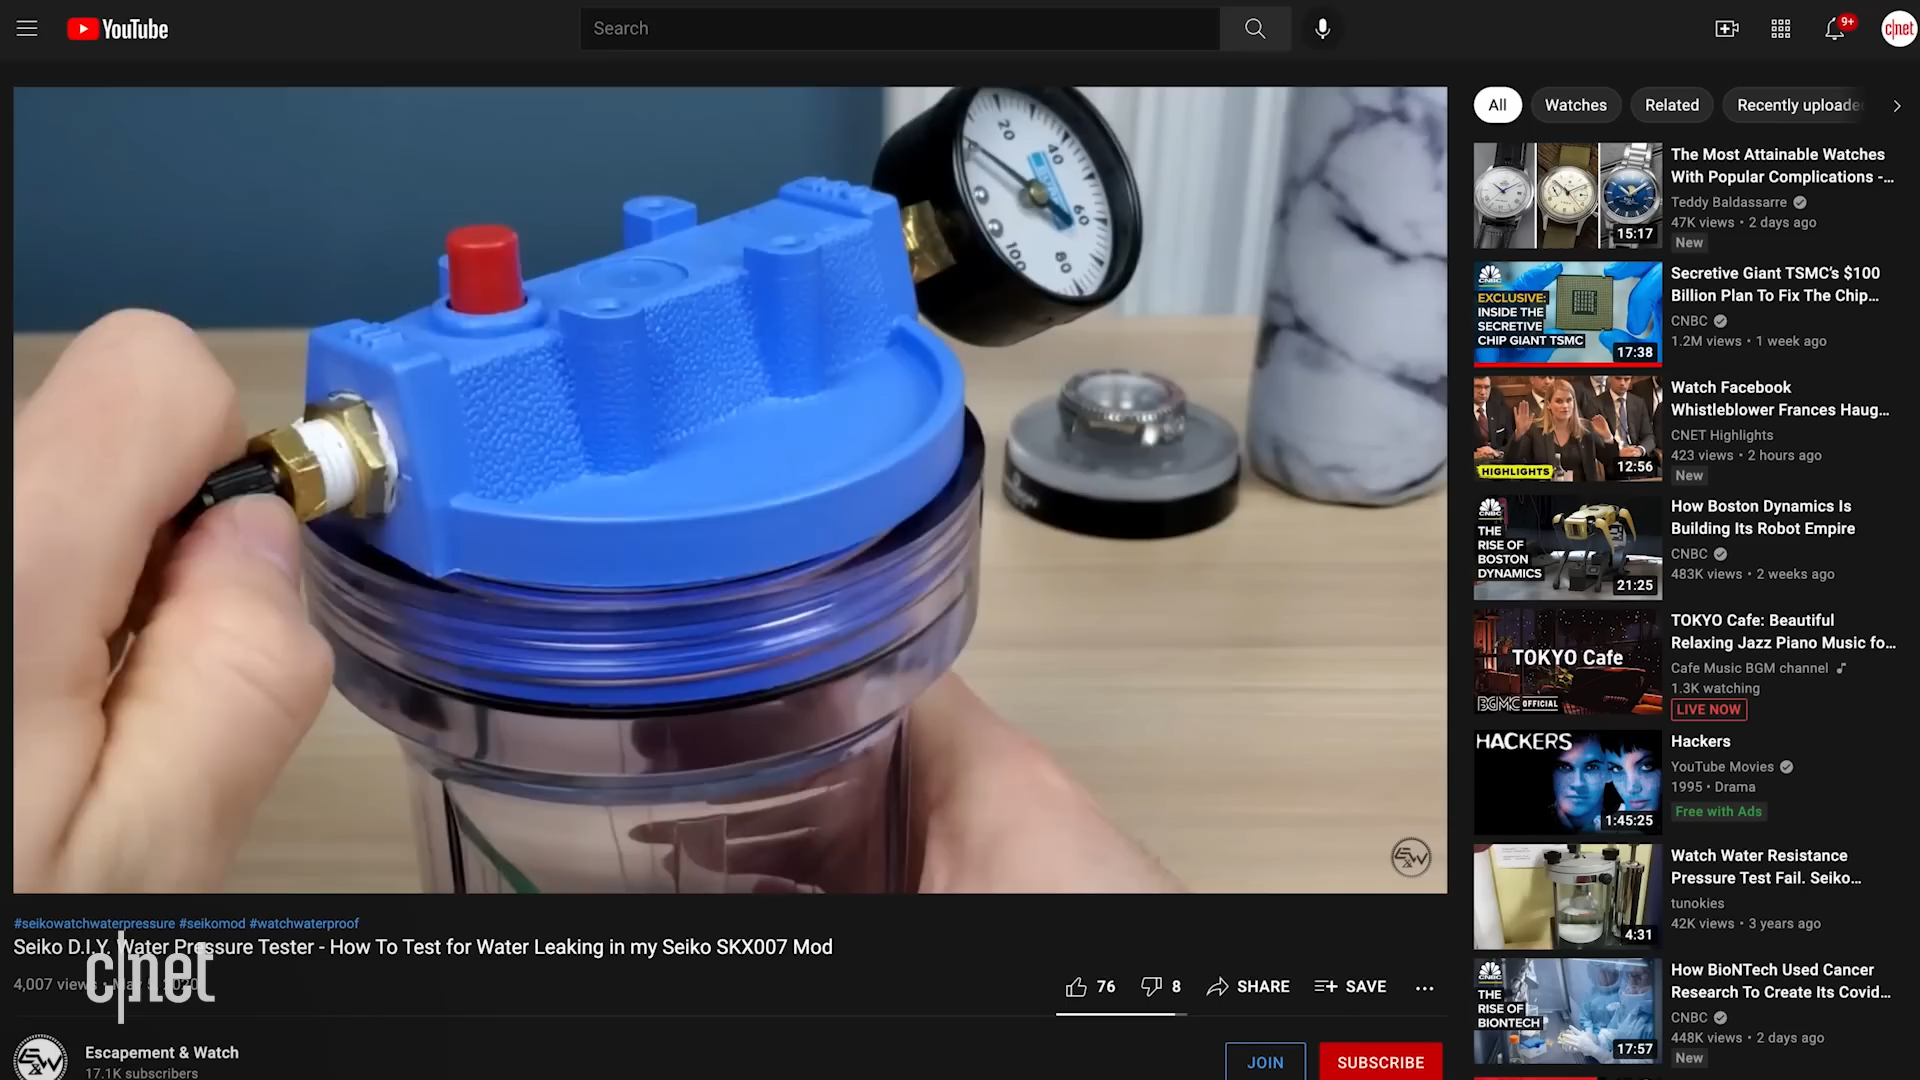 YouTube
Search
9+
c|net
All
Watches
Related
Recently uploade
20
40
60
80
100
The Most Attainable Watches
With Popular Complications -...
Teddy Baldassarre
47K views • 2 days ago
New
15:17
Secretive Giant TSMC's $100
Billion Plan To Fix The Chip...
CNBC
1.2M views • 1 week ago
CNBC
EXCLUSIVE:
INSIDE THE
SECRETIVE
CHIP GIANT TSMC
17:38
Watch Facebook
Whistleblower Frances Haug...
CNET Highlights
423 views • 2 hours ago
New
HIGHLIGHTS
12:56
How Boston Dynamics Is
Building Its Robot Empire
CNBC
483K views • 2 weeks ago
CNBC
THE
RISE OF
BOSTON
DYNAMICS
21:25
TOKYO Cafe: Beautiful
Relaxing Jazz Piano Music fo...
Cafe Music BGM channel
1.3K watching
LIVE NOW
TOKYO Cafe
BGMC OFFICIAL
Hackers
YouTube Movies
1995 • Drama
Free with Ads
HACKERS
1:45:25
Watch Water Resistance
Pressure Test Fail. Seiko...
tunokies
42K views • 3 years ago
4:31
How BioNTech Used Cancer
Research To Create Its Covid...
CNBC
448K views • 2 days ago
New
CNBC
THE
RISE OF
BIONTECH
17:57
E&W
#seikowatchwaterpressure #seikomod #watchwaterproof
Seiko D.I.Y. Water Pressure Tester - How To Test for Water Leaking in my Seiko SKX007 Mod
4,007 views • May 5, 2020
c|net
76
8
SHARE
SAVE
E&W
Escapement & Watch
17.1K subscribers
JOIN
SUBSCRIBE